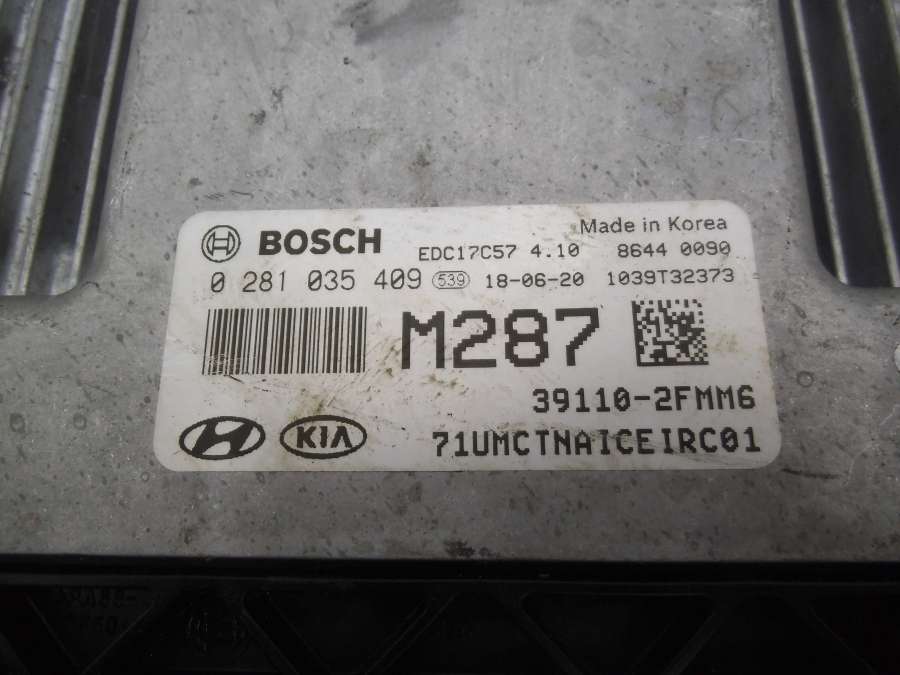 Made in Korea
BOSCH EDC17C57 4.10 8644 0090
0 281 035 409 539 18-06-20 1039T32373
M287
39110-2FMM6
KIA 71UMCTNAICEIRC01